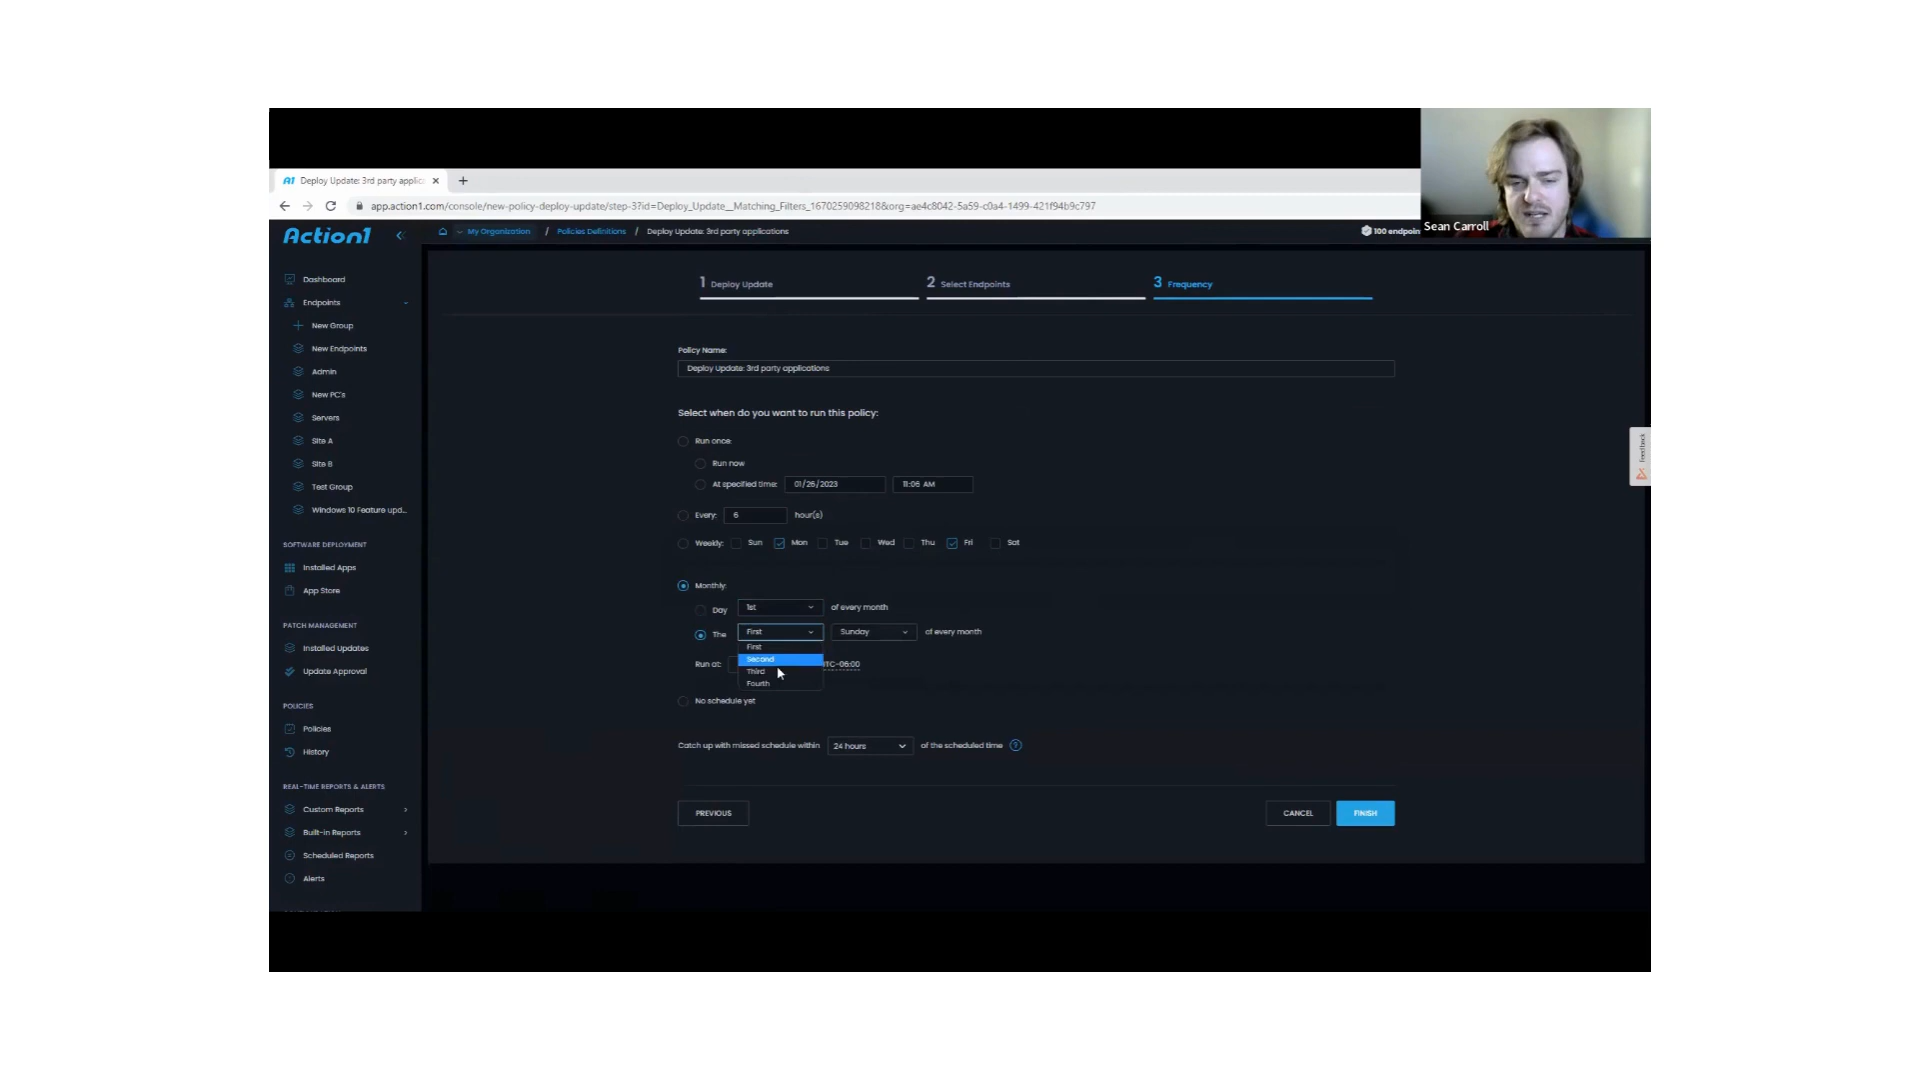 Sean Carroll
A1 Deploy Update: 3rd party applic
app.action1.com/console/new-policy-deploy-update/step-3?id=Deploy_Update__Matching_Filters_1670259098218&org=ae4c8042-5a59-c0a4-1499-421f94b9c797
Action1
My Organization / Policies Definitions / Deploy Update: 3rd party applications
100 endpoin
Dashboard
Endpoints
New Group
New Endpoints
Admin
New PC's
Servers
Site A
Site B
Test Group
Windows 10 Feature upd...
SOFTWARE DEPLOYMENT
Installed Apps
App Store
PATCH MANAGEMENT
Installed Updates
Update Approval
POLICIES
Policies
History
REAL-TIME REPORTS & ALERTS
Custom Reports
Built-in Reports
Scheduled Reports
Alerts
1 Deploy Update
2 Select Endpoints
3 Frequency
Policy Name:
Deploy Update: 3rd party applications
Select when do you want to run this policy:
Run once:
Run now
At specified time: 01/26/2023 11:06 AM
Every: 6 hour(s)
Weekly: Sun Mon Tue Wed Thu Fri Sat
Monthly:
Day 1st of every month
The First Sunday of every month
First
Second
Third
Fourth
Run at: TC-06:00
No schedule yet
Catch up with missed schedule within 24 hours of the scheduled time ?
PREVIOUS
CANCEL
FINISH
Feedback